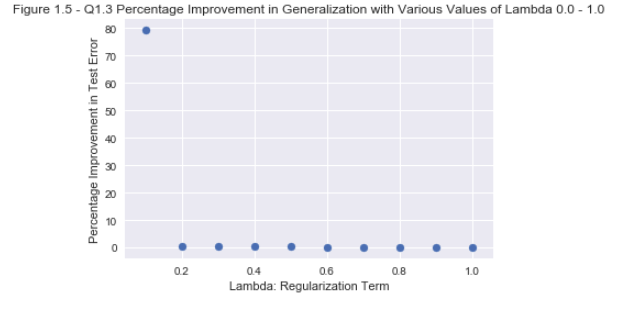 Figure 1.5 - Q1.3 Percentage Improvement in Generalization with Various Values of Lambda 0.0 - 1.0
Percentage Improvement in Test Error
80
70
60
50
40
30
20
10
0
0.2 0.4 0.6 0.8 1.0
Lambda: Regularization Term